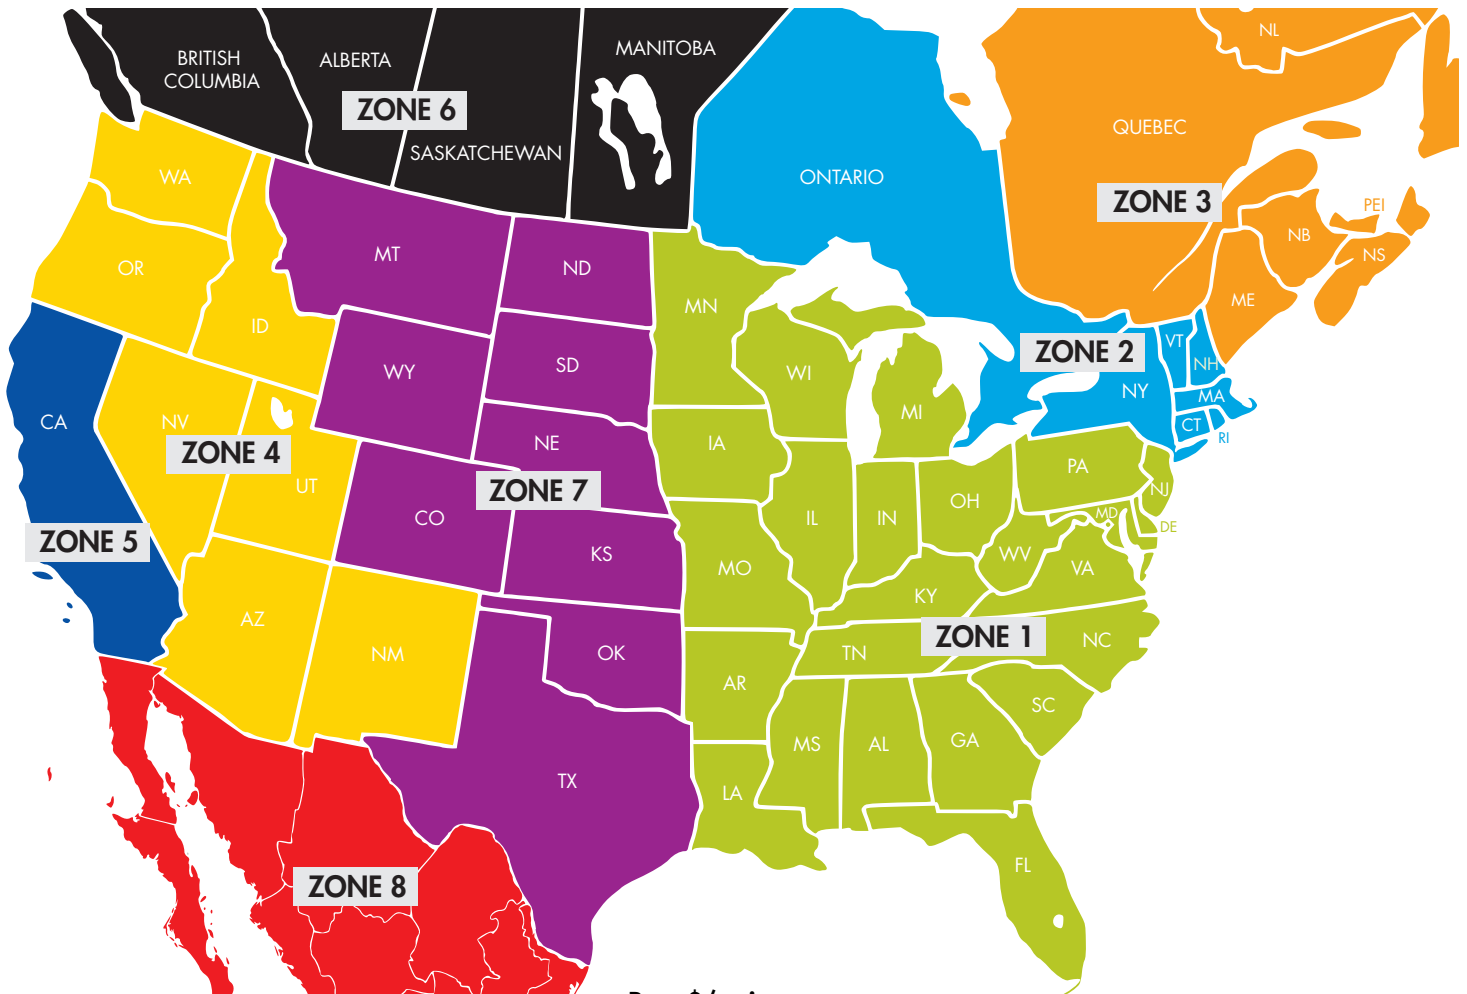 NL
BRITISH
COLUMBIA
ALBERTA
MANITOBA
ZONE 6
SASKATCHEWAN
QUEBEC
WA
ONTARIO
ZONE 3
PEI
NB
NS
MT
ND
OR
MN
ME
ID
ZONE 2
VT
NH
WY
SD
WI
NY
MA
CA
NV
MI
CT
RI
ZONE 4
NE
IA
PA
UT
ZONE 7
NJ
CO
IL
IN
OH
MD
DE
ZONE 5
KS
WV
MO
VA
KY
AZ
ZONE 1
NC
NM
OK
TN
AR
SC
MS
AL
GA
TX
LA
FL
ZONE 8